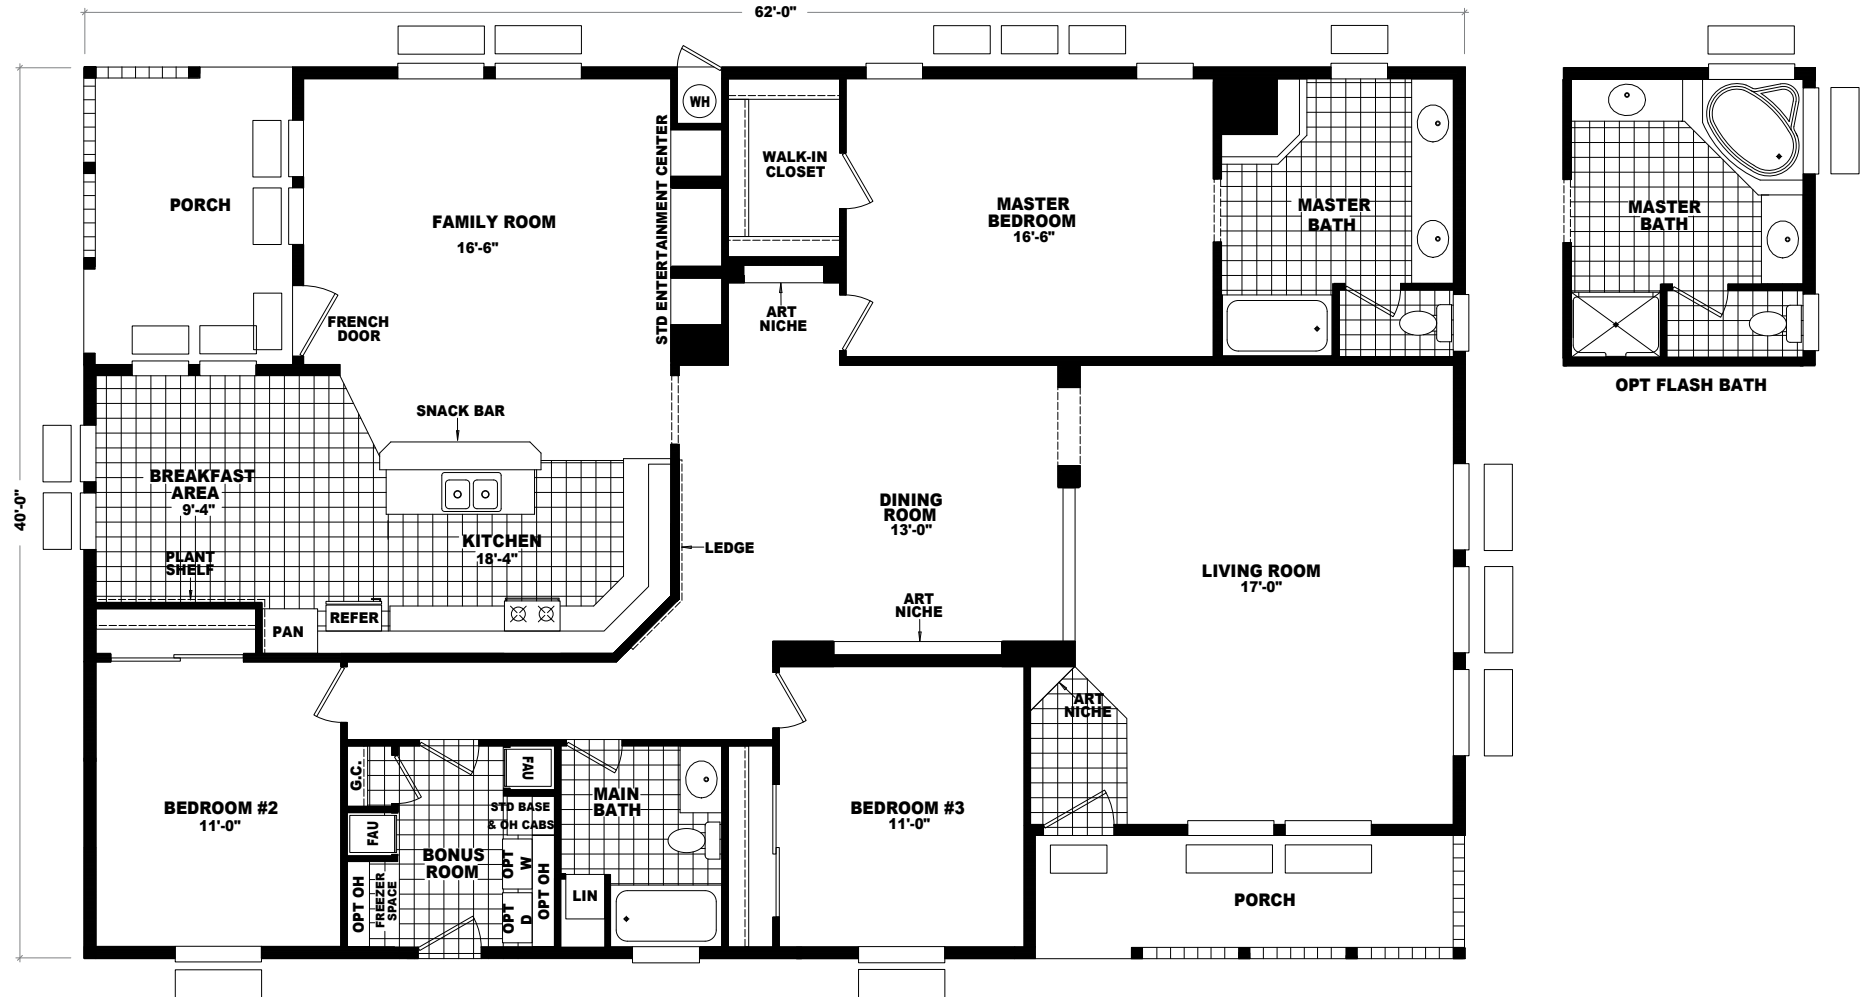 62'-0"
40'-0"
PORCH
FAMILY ROOM
16'-6"
FRENCH
DOOR
STD ENTERTAINMENT CENTER
WH
WALK-IN
CLOSET
ART
NICHE
MASTER
BEDROOM
16'-6"
MASTER
BATH
MASTER
BATH
OPT FLASH BATH
SNACK BAR
BREAKFAST
AREA
9'-4"
PLANT
SHELF
KITCHEN
18'-4"
LEDGE
PAN
REFER
DINING
ROOM
13'-0"
ART
NICHE
LIVING ROOM
17'-0"
ART
NICHE
BEDROOM #2
11'-0"
G.C.
FAU
OPT OH
FREEZER
SPACE
BONUS
ROOM
FAU
STD BASE
& OH CABS
OPT
W
OPT
D
OPT OH
MAIN
BATH
LIN
BEDROOM #3
11'-0"
PORCH